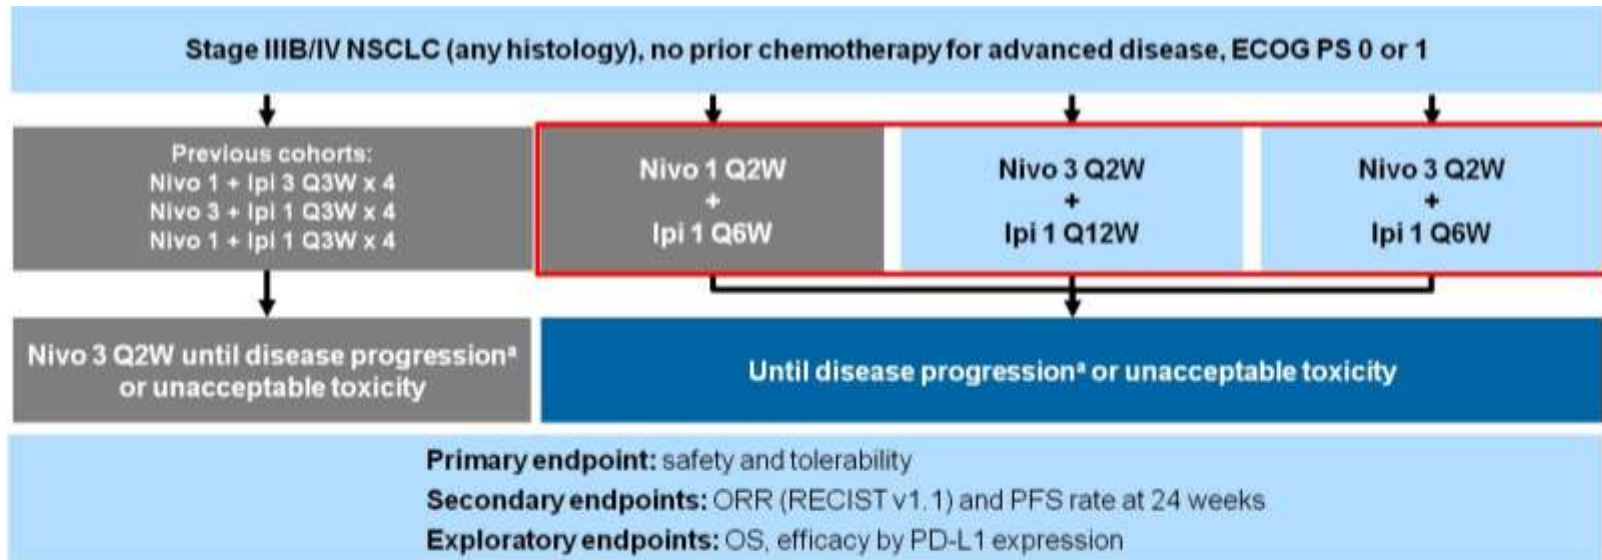 Stage IIIB/IV NSCLC (any histology), no prior chemotherapy for advanced disease, ECOG PS 0 or 1
Previous cohorts:
Nivo 1 + Ipi 3 Q3W x 4
Nivo 3 + Ipi 1 Q3W x 4
Nivo 1 + Ipi 1 Q3W x 4
Nivo 1 Q2W
+
Ipi 1 Q6W
Nivo 3 Q2W
+
Ipi 1 Q12W
Nivo 3 Q2W
+
Ipi 1 Q6W
Nivo 3 Q2W until disease progressionª
or unacceptable toxicity
Until disease progressionª or unacceptable toxicity
Primary endpoint: safety and tolerability
Secondary endpoints: ORR (RECIST v1.1) and PFS rate at 24 weeks
Exploratory endpoints: OS, efficacy by PD-L1 expression